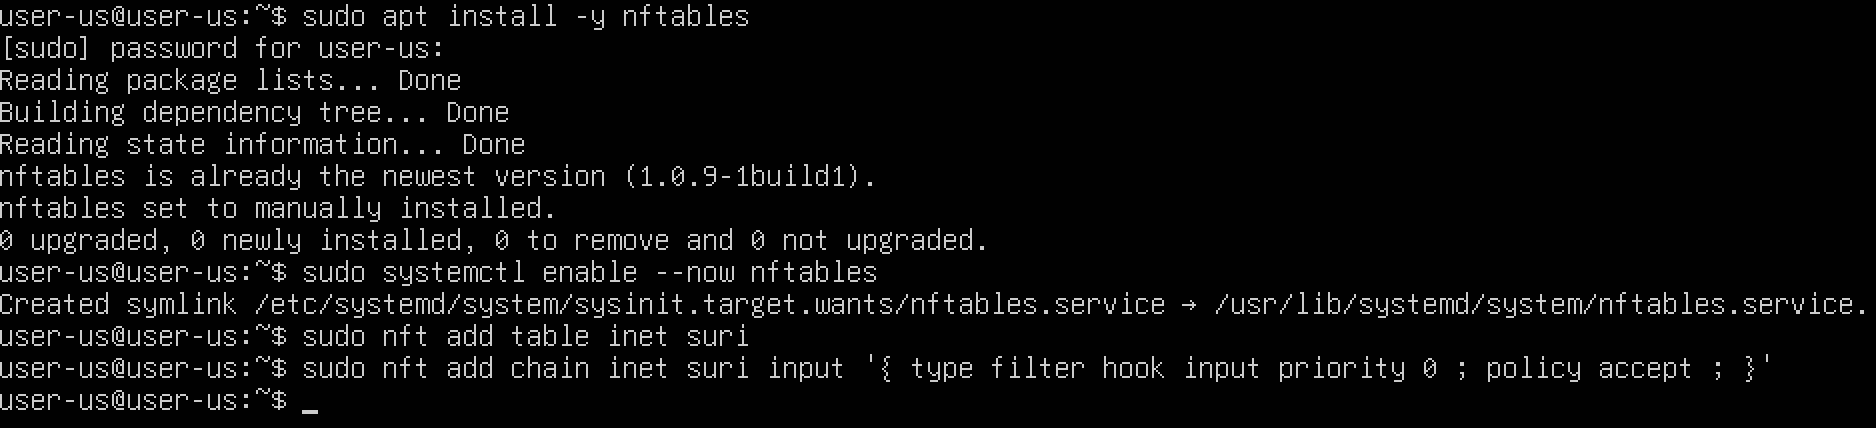 user-us@user-us:~$ sudo apt install -y nftables
[sudo] password for user-us:
Reading package lists... Done
Building dependency tree... Done
Reading state information... Done
nftables is already the newest version (1.0.9-1build1).
nftables set to manually installed.
0 upgraded, 0 newly installed, 0 to remove and 0 not upgraded.
user-us@user-us:~$ sudo systemctl enable --now nftables
Created symlink /etc/systemd/system/sysinit.target.wants/nftables.service → /usr/lib/systemd/system/nftables.service.
user-us@user-us:~$ sudo nft add table inet suri
user-us@user-us:~$ sudo nft add chain inet suri input '{ type filter hook input priority 0 ; policy accept ; }'
user-us@user-us:~$ _